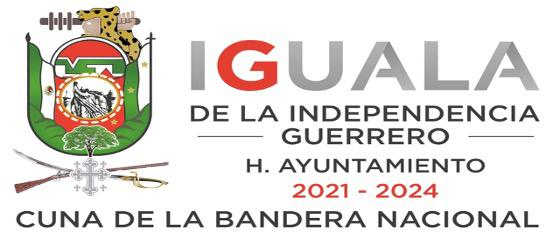 IGUALA
DE LA INDEPENDENCIA
GUERRERO
H. AYUNTAMIENTO
2021 - 2024
CUNA DE LA BANDERA NACIONAL